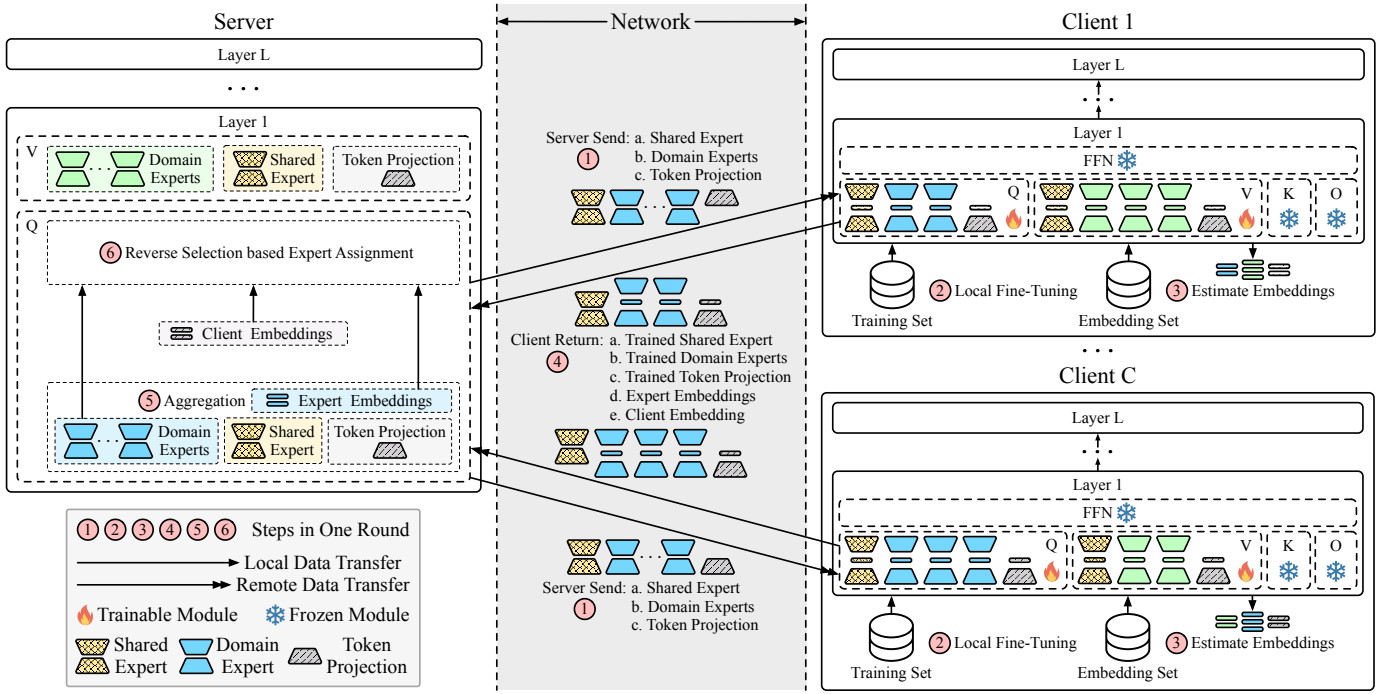 Server
Layer L
. . .
Layer 1
V
. . .
Domain
Experts
Shared
Expert
Token Projection
Q
6 Reverse Selection based Expert Assignment
Client Embeddings
5 Aggregation
Expert Embeddings
. . .
Domain
Experts
Shared
Expert
Token Projection
1 2 3 4 5 6 Steps in One Round
Local Data Transfer
Remote Data Transfer
Trainable Module
Frozen Module
Shared
Expert
Domain
Expert
Token
Projection
Network
Server Send: a. Shared Expert
1
b. Domain Experts
c. Token Projection
. . .
Client Return: a. Trained Shared Expert
4
b. Trained Domain Experts
c. Trained Token Projection
d. Expert Embeddings
e. Client Embedding
. . .
Server Send: a. Shared Expert
1
b. Domain Experts
c. Token Projection
Client 1
Layer L
. . .
Layer 1
FFN
Q
V
K
O
2 Local Fine-Tuning
3 Estimate Embeddings
Training Set
Embedding Set
. . .
Client C
Layer L
. . .
Layer 1
FFN
Q
V
K
O
2 Local Fine-Tuning
3 Estimate Embeddings
Training Set
Embedding Set